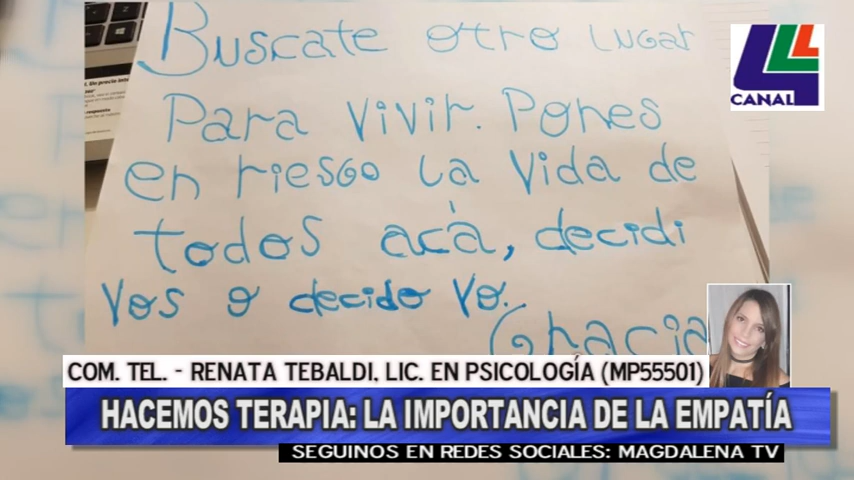 Buscate otro lugar
Para vivir. Pones
en riesgo la vida de
todos acá, decidi
vos o decido yo.
Gracia
CANAL
COM. TEL. - RENATA TEBALDI, LIC. EN PSICOLOGÍA (MP55501)
HACEMOS TERAPIA: LA IMPORTANCIA DE LA EMPATÍA
SEGUINOS EN REDES SOCIALES: MAGDALENA TV